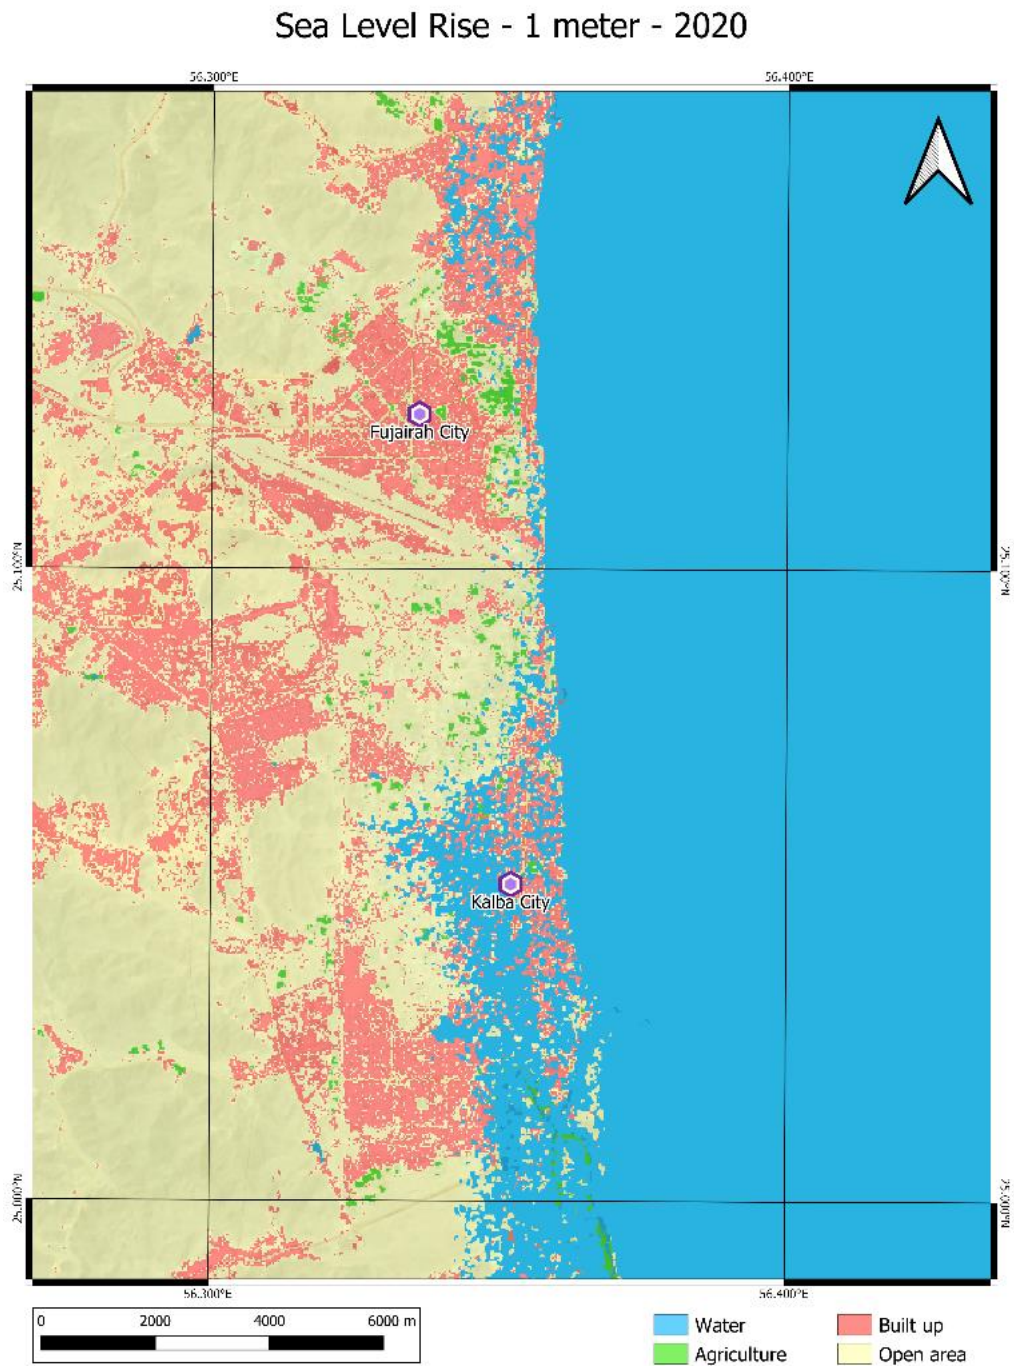 Sea Level Rise - 1 meter - 2020
56.300°E 56.400°E
Fujairah City
25.100°N 25.100°N
Kalba City
25.000°N 25.000°N
56.300°E 56.400°E
0 2000 4000 6000 m
Water Built up
Agriculture Open area